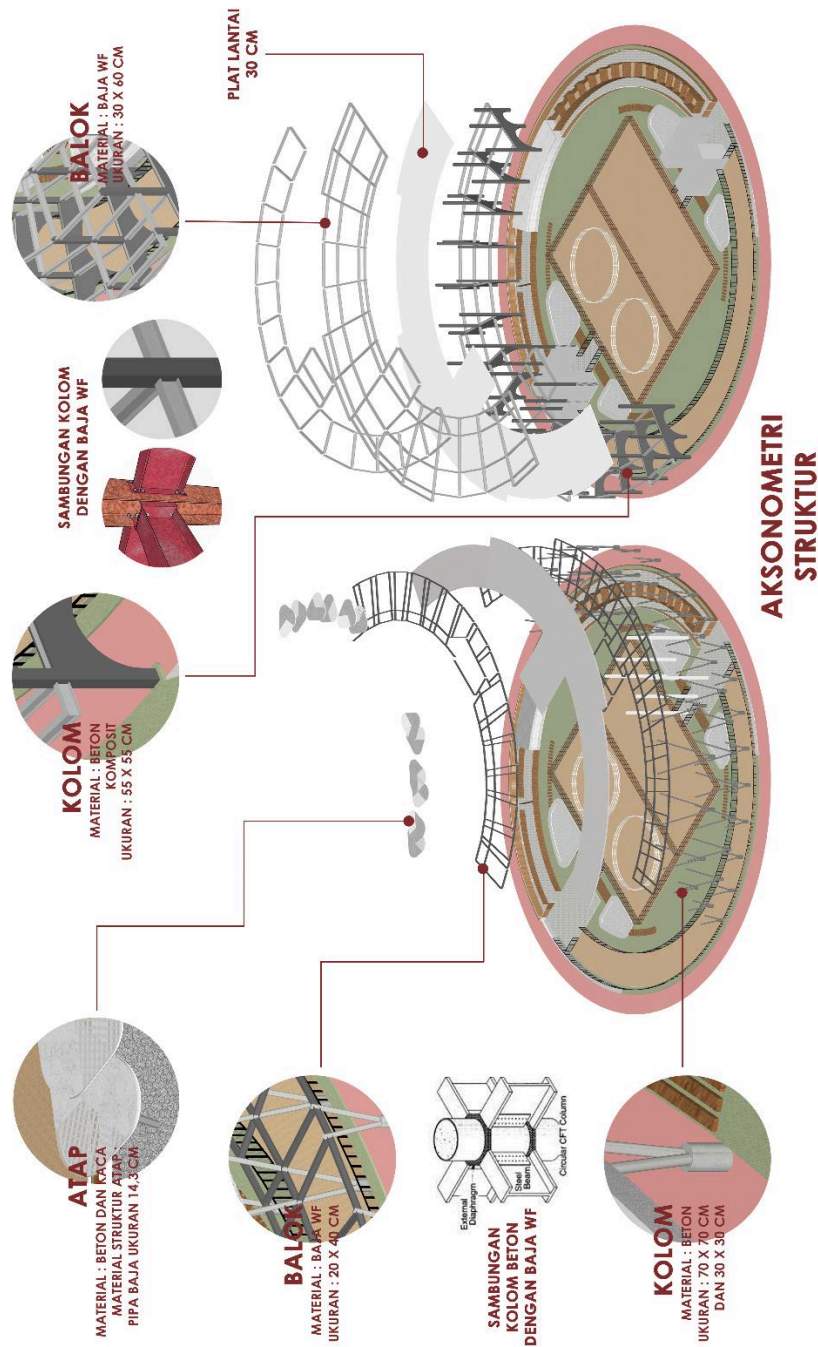 ATAP
MATERIAL : BETON DAN KACA
MATERIAL STRUKTUR ATAP :
PIPA BAJA UKURAN 14,3 CM
KOLOM
MATERIAL : BETON
KOMPOSIT
UKURAN : 55 X 55 CM
SAMBUNGAN KOLOM
DENGAN BAJA WF
BALOK
MATERIAL : BAJA WF
UKURAN : 30 X 60 CM
PLAT LANTAI
30 CM
BALOK
MATERIAL : BAJA WF
UKURAN : 20 X 40 CM
SAMBUNGAN
KOLOM BETON
DENGAN BAJA WF
External
Diaphragm
Steel
Beam
Circular CFT Column
KOLOM
MATERIAL : BETON
UKURAN : 70 X 70 CM
DAN 30 X 30 CM
AKSONOMETRI
STRUKTUR